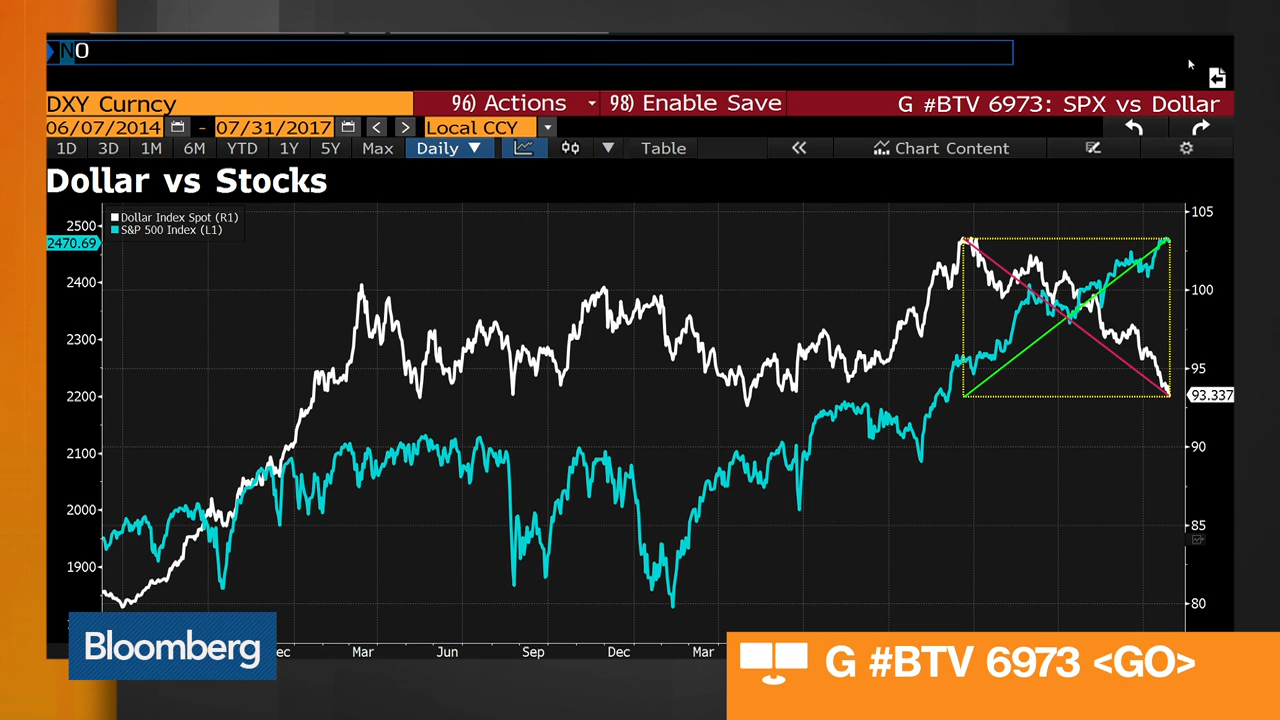 NO
DXY Curncy 96) Actions 98) Enable Save G #BTV 6973: SPX vs Dollar
06/07/2014 - 07/31/2017 Local CCY
1D 3D 1M 6M YTD 1Y 5Y Max Daily ▼ Table « Chart Content
Dollar vs Stocks
Dollar Index Spot (R1)
S&P 500 Index (L1)
2500
2470.69
2400
2300
2200
2100
2000
1900
105
100
95
93.337
90
85
80
Mar Jun Sep Dec Mar
Bloomberg
G #BTV 6973 <GO>